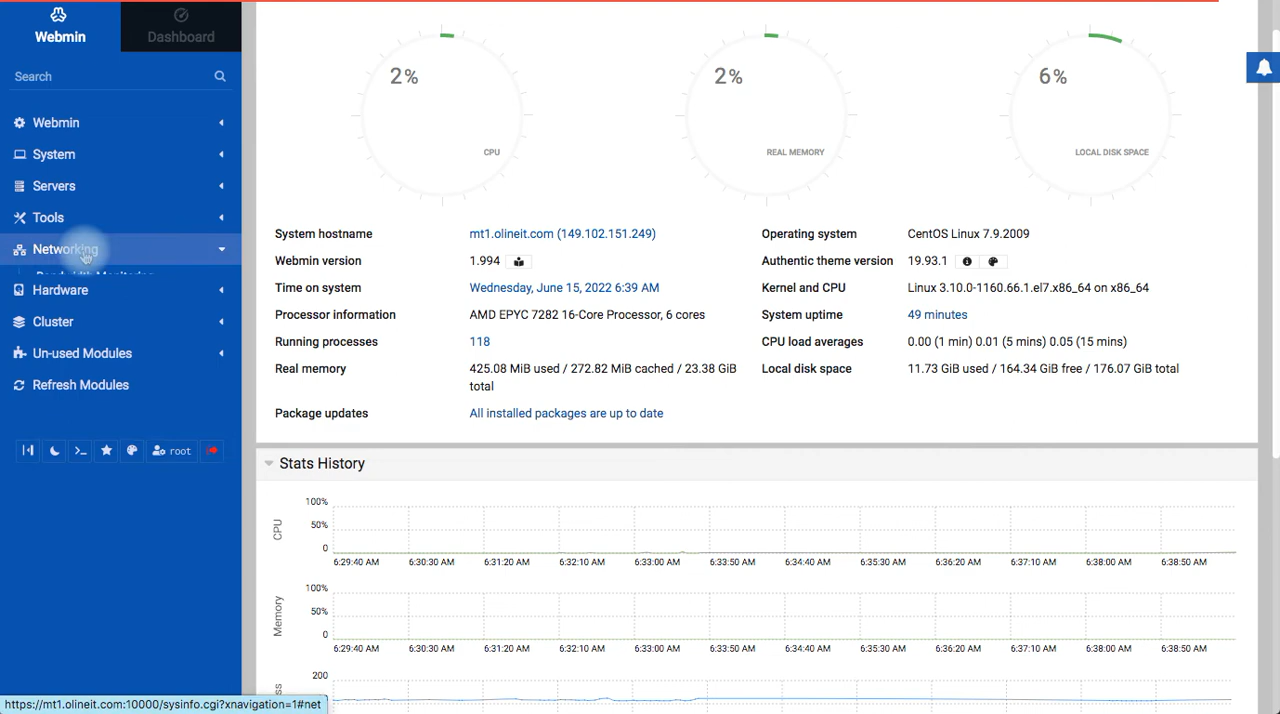 Webmin
Dashboard
Search
Webmin
System
Servers
Tools
Networking
Bandwidth Monitoring
Hardware
Cluster
Un-used Modules
Refresh Modules
root
2%
CPU
2%
REAL MEMORY
6%
LOCAL DISK SPACE
System hostname mt1.olineit.com (149.102.151.249) Operating system CentOS Linux 7.9.2009
Webmin version 1.994 Authentic theme version 19.93.1
Time on system Wednesday, June 15, 2022 6:39 AM Kernel and CPU Linux 3.10.0-1160.66.1.el7.x86_64 on x86_64
Processor information AMD EPYC 7282 16-Core Processor, 6 cores System uptime 49 minutes
Running processes 118 CPU load averages 0.00 (1 min) 0.01 (5 mins) 0.05 (15 mins)
Real memory 425.08 MiB used / 272.82 MiB cached / 23.38 GiB total Local disk space 11.73 GiB used / 164.34 GiB free / 176.07 GiB total
Package updates All installed packages are up to date
Stats History
CPU
100%
50%
0
6:29:40 AM 6:30:30 AM 6:31:20 AM 6:32:10 AM 6:33:00 AM 6:33:50 AM 6:34:40 AM 6:35:30 AM 6:36:20 AM 6:37:10 AM 6:38:00 AM 6:38:50 AM
Memory
100%
50%
0
6:29:40 AM 6:30:30 AM 6:31:20 AM 6:32:10 AM 6:33:00 AM 6:33:50 AM 6:34:40 AM 6:35:30 AM 6:36:20 AM 6:37:10 AM 6:38:00 AM 6:38:50 AM
200
https://mt1.olineit.com:10000/sysinfo.cgi?xnavigation=1#net